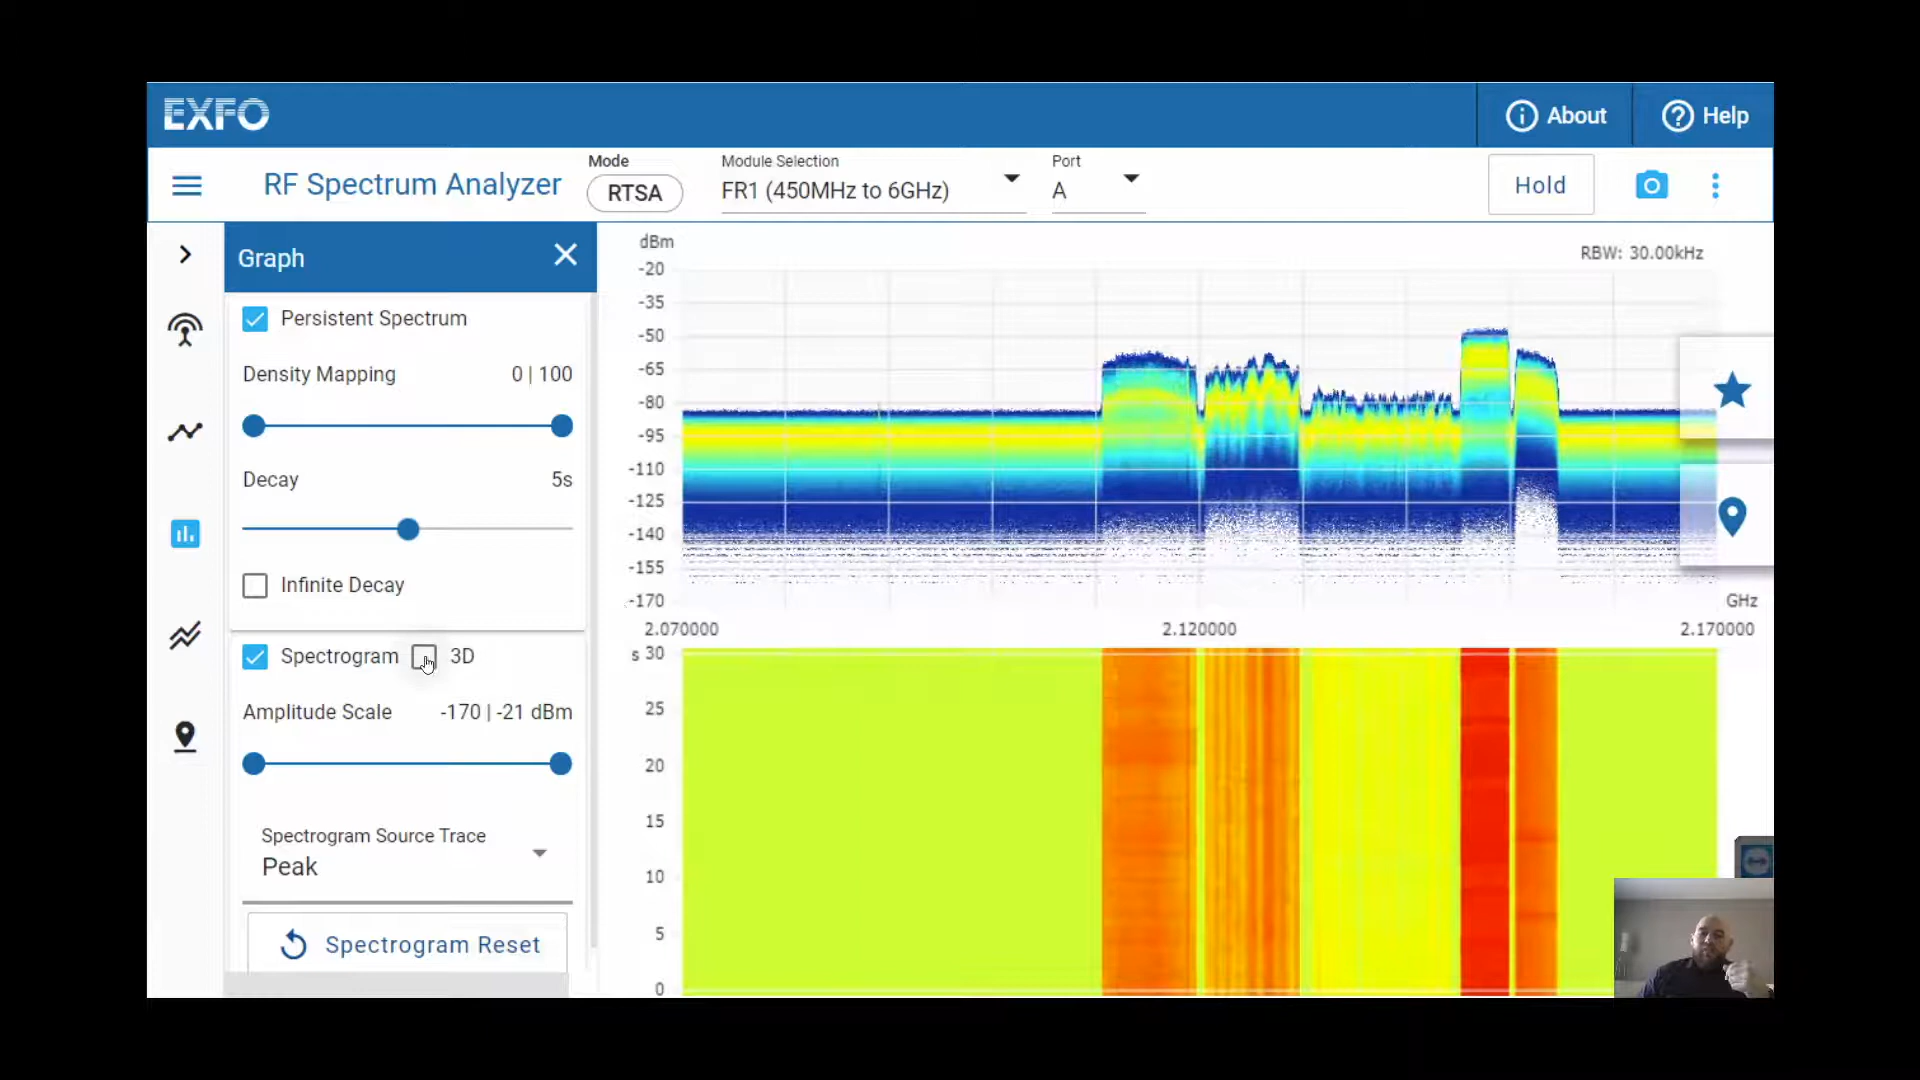 EXFO
About
Help
RF Spectrum Analyzer
Mode
RTSA
Module Selection
FR1 (450MHz to 6GHz)
Port
A
Hold
Graph
Persistent Spectrum
Density Mapping
0 | 100
Decay
5s
Infinite Decay
Spectrogram
3D
Amplitude Scale
-170 | -21 dBm
Spectrogram Source Trace
Peak
Spectrogram Reset
dBm
RBW: 30.00kHz
-20
-35
-50
-65
-80
-95
-110
-125
-140
-155
-170
GHz
2.070000
2.120000
2.170000
s 30
25
20
15
10
5
0